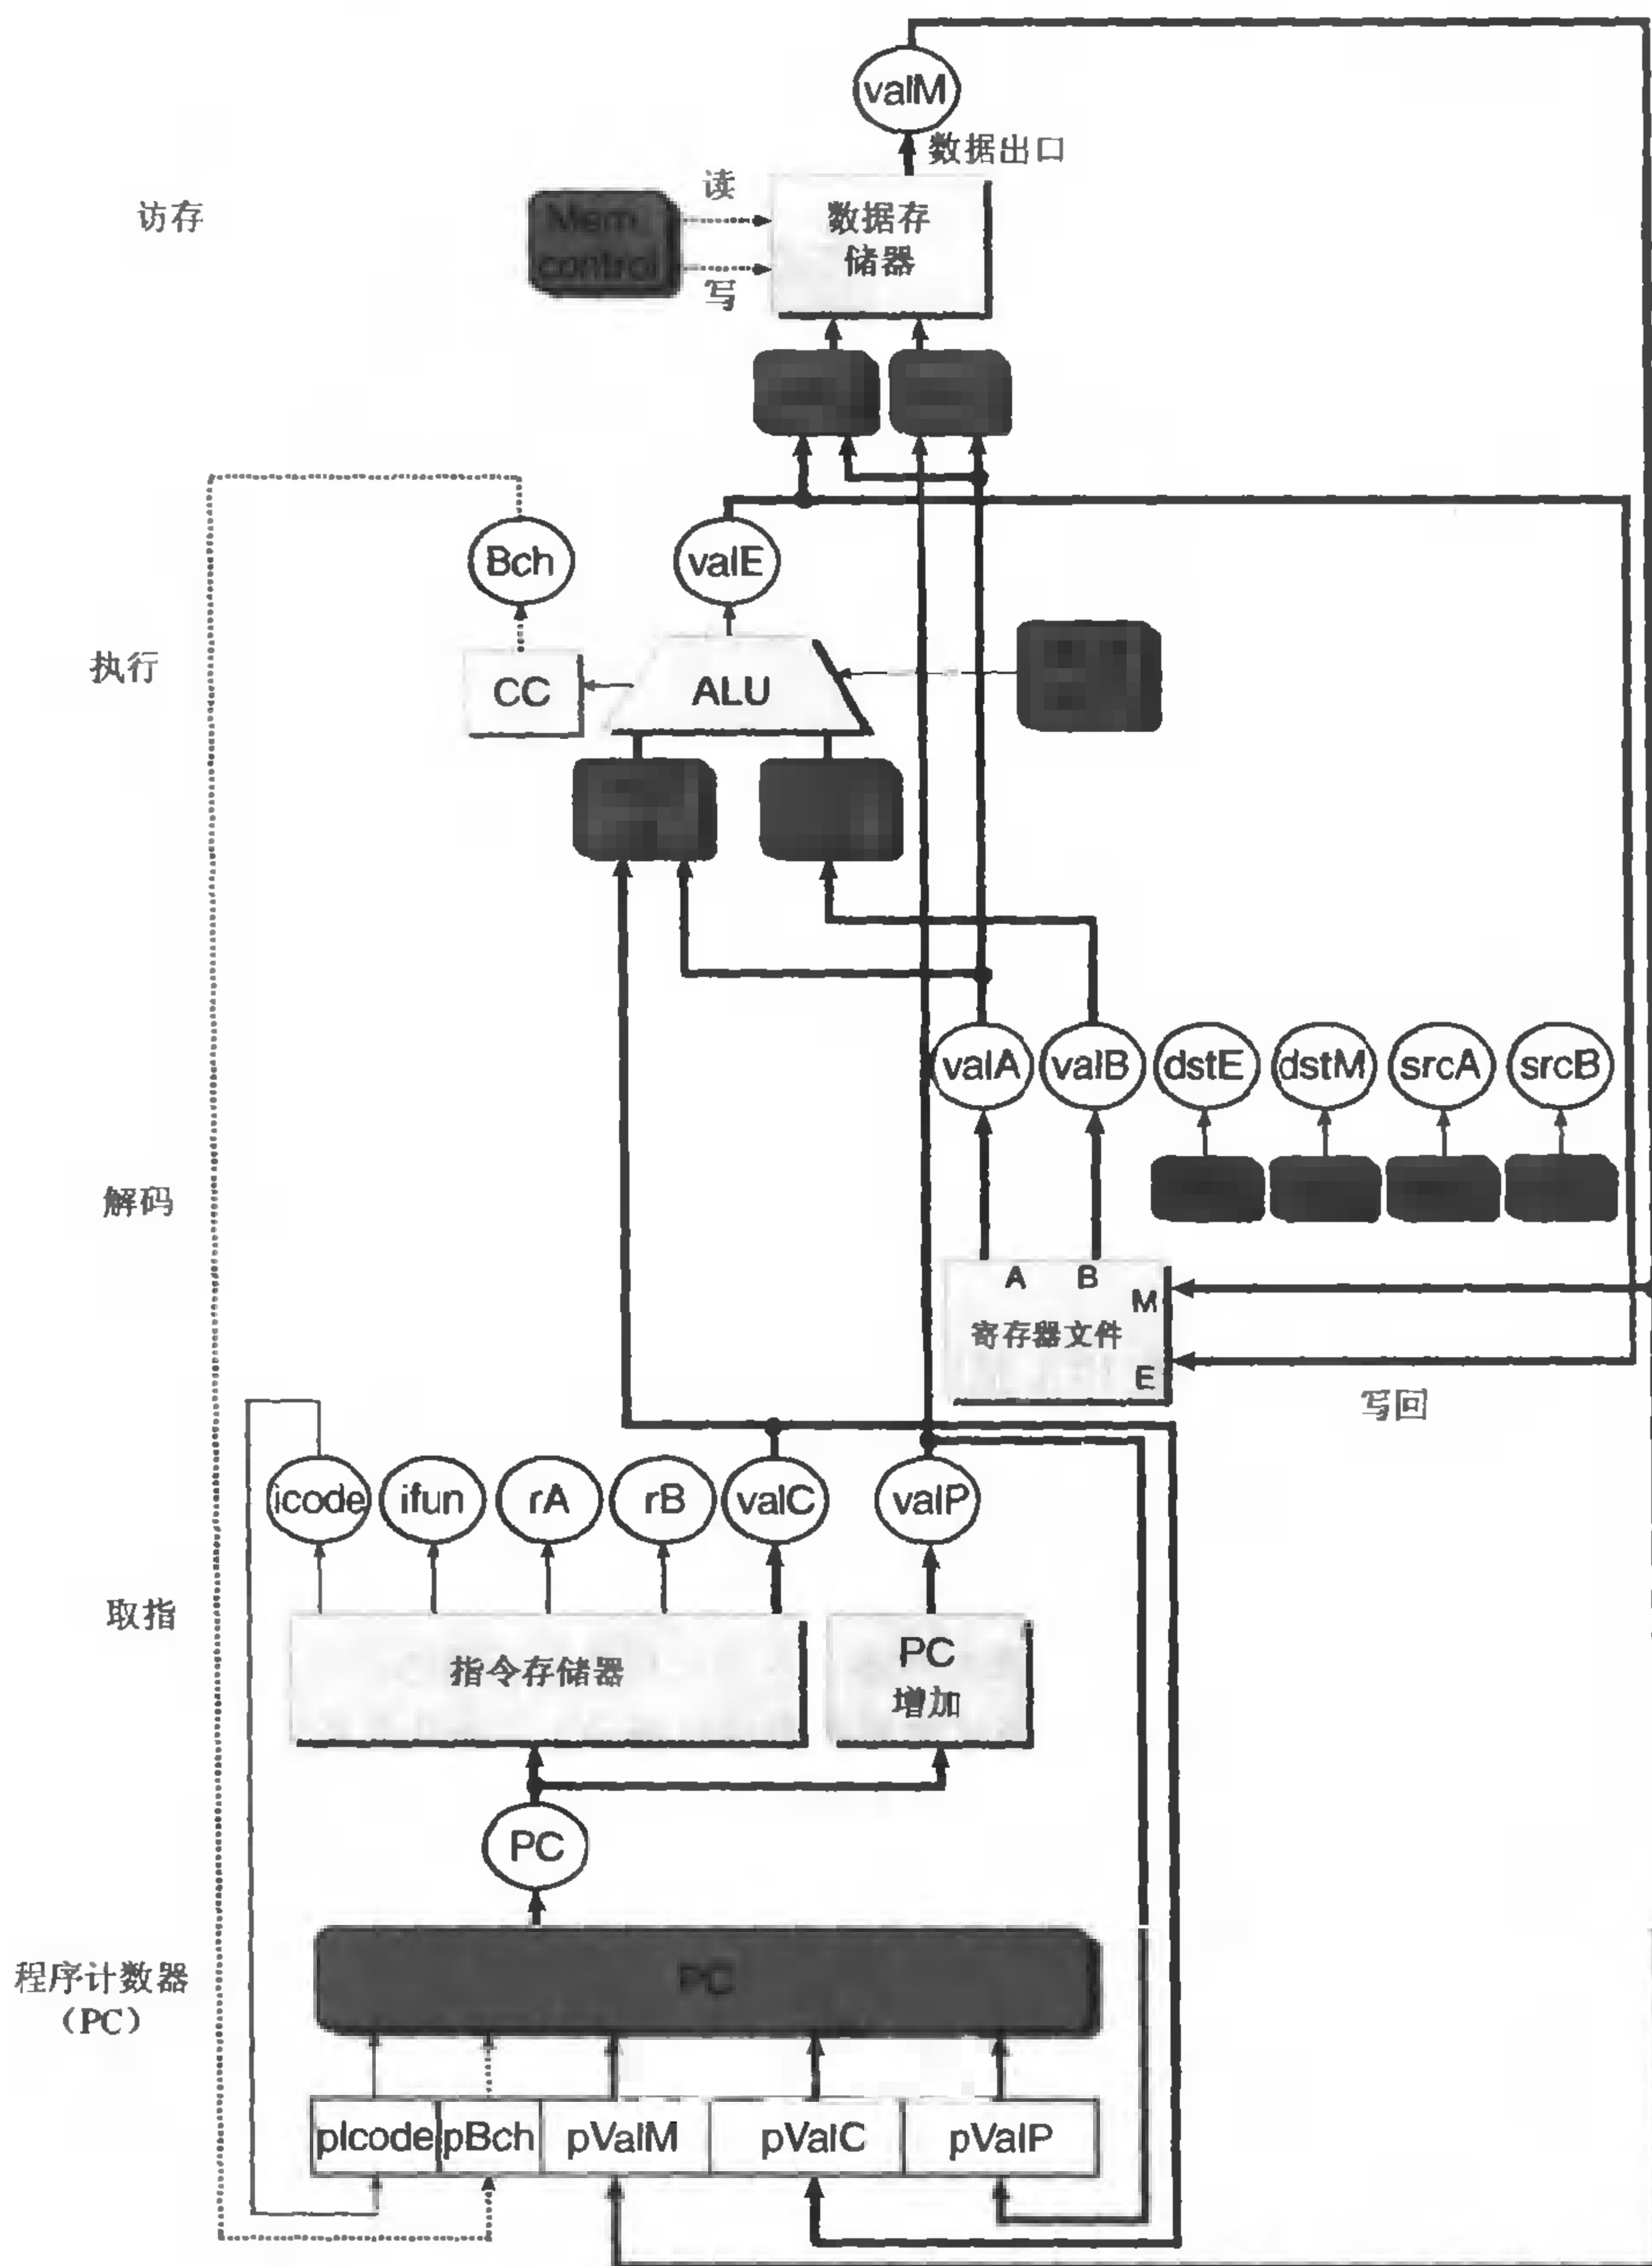 valM
数据出口
读
访存
Mem.
control
数据存
储器
写
Bch
valE
执行
CC
ALU
valA
valB
dstE
dstM
srcA
srcB
解码
A
B
M
寄存器文件
E
写回
icode
ifun
rA
rB
valC
valP
取指
指令存储器
PC
增加
PC
PC
程序计数器
（PC）
pIcode
pBch
pValM
pValC
pValP